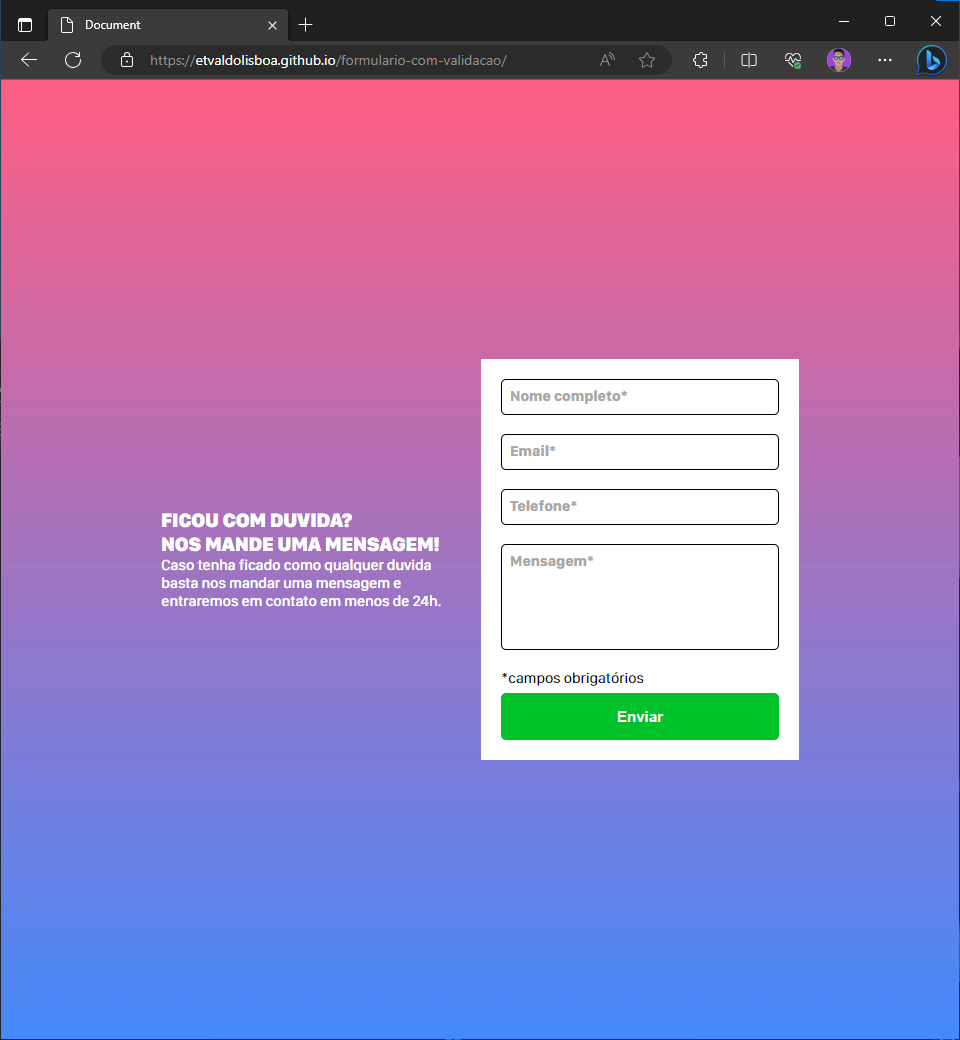 Document
https://etvaldolisboa.github.io/formulario-com-validacao/
FICOU COM DUVIDA?
NOS MANDE UMA MENSAGEM!
Caso tenha ficado como qualquer duvida
basta nos mandar uma mensagem e
entraremos em contato em menos de 24h.
Nome completo*
Email*
Telefone*
Mensagem*
*campos obrigatórios
Enviar